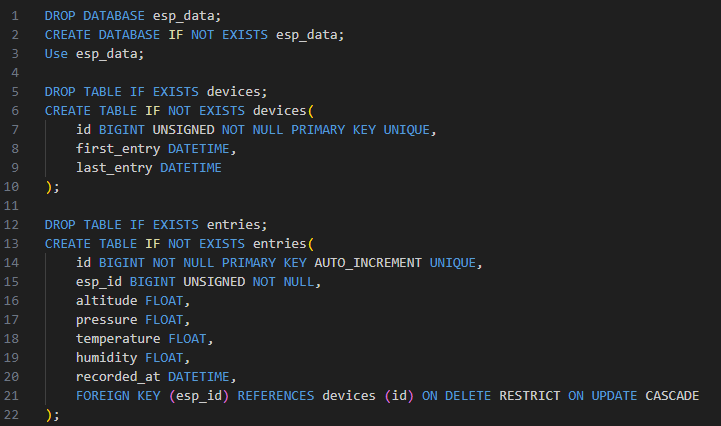 1 DROP DATABASE esp_data;
2 CREATE DATABASE IF NOT EXISTS esp_data;
3 Use esp_data;
4
5 DROP TABLE IF EXISTS devices;
6 CREATE TABLE IF NOT EXISTS devices(
7     id BIGINT UNSIGNED NOT NULL PRIMARY KEY UNIQUE,
8     first_entry DATETIME,
9     last_entry DATETIME
10 );
11
12 DROP TABLE IF EXISTS entries;
13 CREATE TABLE IF NOT EXISTS entries(
14     id BIGINT NOT NULL PRIMARY KEY AUTO_INCREMENT UNIQUE,
15     esp_id BIGINT UNSIGNED NOT NULL,
16     altitude FLOAT,
17     pressure FLOAT,
18     temperature FLOAT,
19     humidity FLOAT,
20     recorded_at DATETIME,
21     FOREIGN KEY (esp_id) REFERENCES devices (id) ON DELETE RESTRICT ON UPDATE CASCADE
22 );